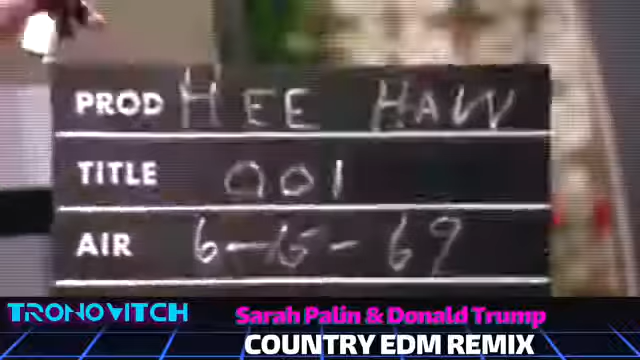 PROD HEE HAW
TITLE 001
AIR 6-15-69
TRONOVITCH
Sarah Palin & Donald Trump
COUNTRY EDM REMIX